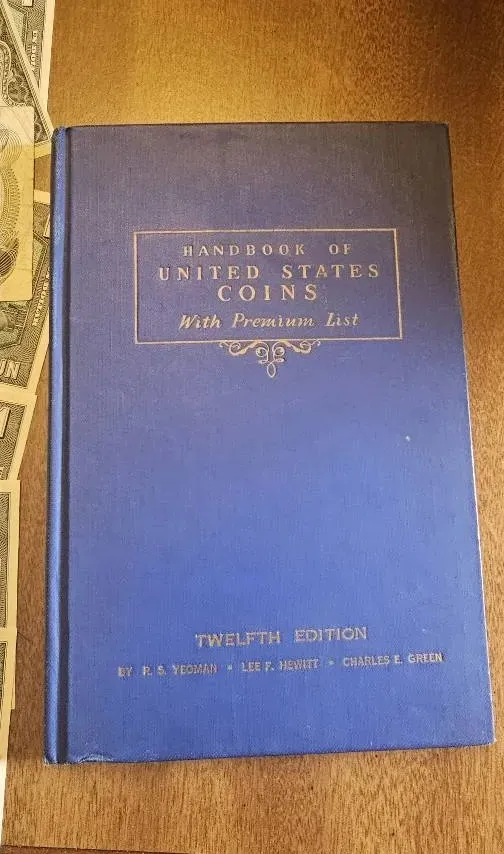 HANDBOOK OF
UNITED STATES
COINS
With Premium List
TWELFTH EDITION
BY R. S. YEOMAN • LEE F. HEWITT • CHARLES E. GREEN